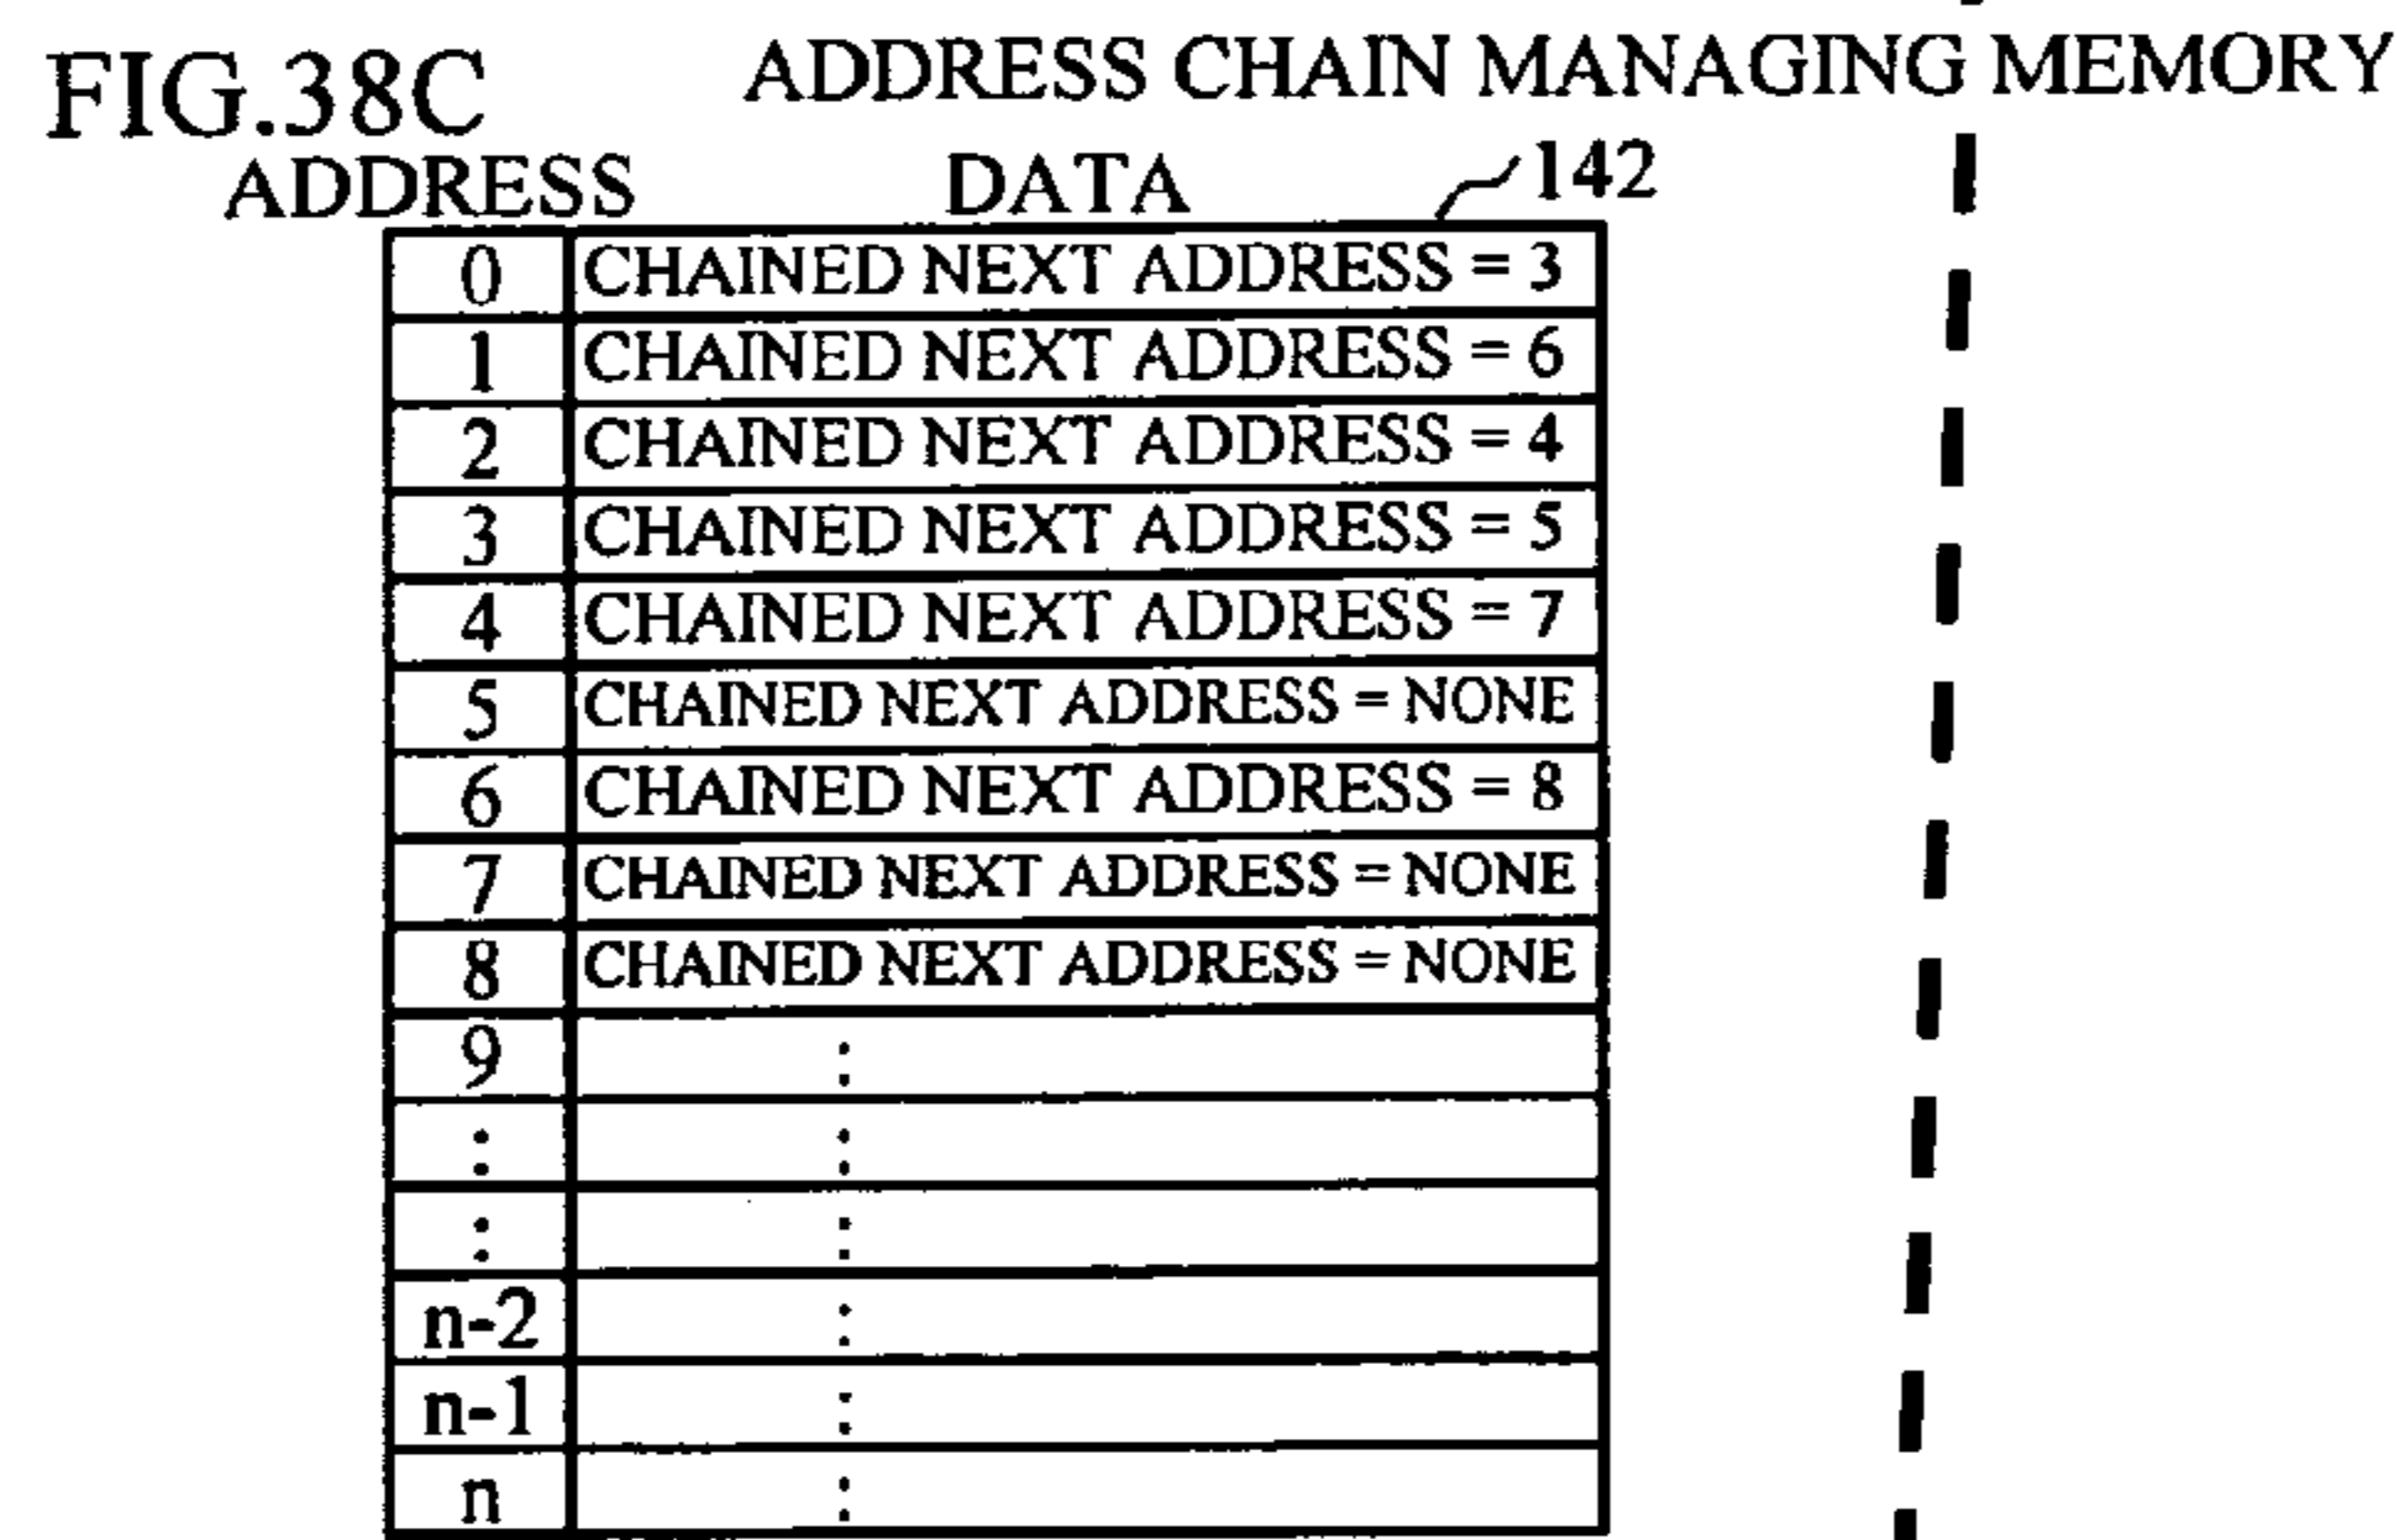 FIG.38C ADDRESS CHAIN MANAGING MEMORY
ADDRESS DATA 142
0 CHAINED NEXT ADDRESS = 3
1 CHAINED NEXT ADDRESS = 6
2 CHAINED NEXT ADDRESS = 4
3 CHAINED NEXT ADDRESS = 5
4 CHAINED NEXT ADDRESS = 7
5 CHAINED NEXT ADDRESS = NONE
6 CHAINED NEXT ADDRESS = 8
7 CHAINED NEXT ADDRESS = NONE
8 CHAINED NEXT ADDRESS = NONE
9 :
: :
: :
n-2 :
n-1 :
n :